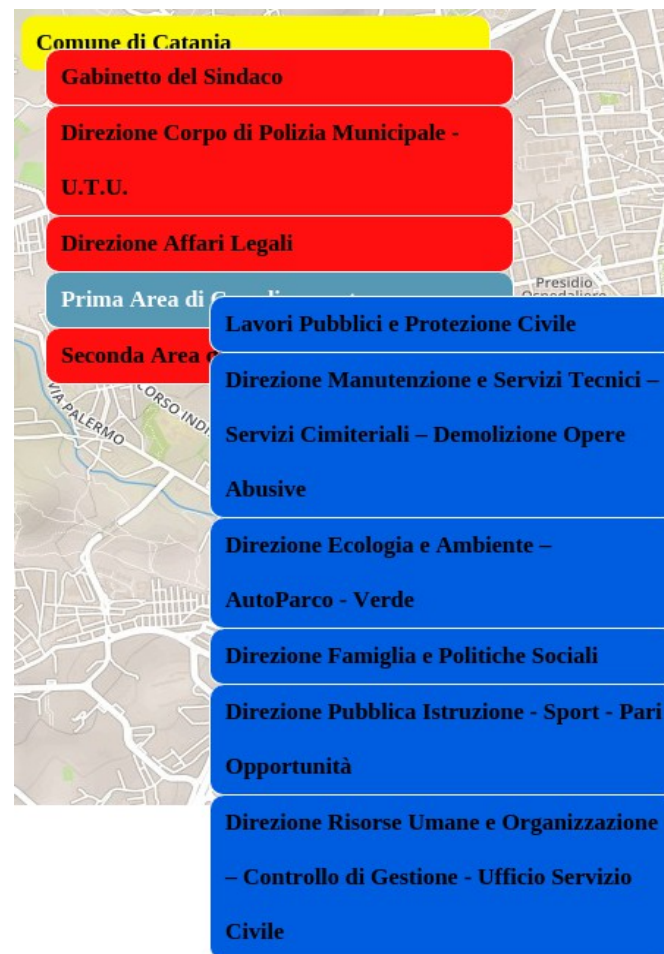 Comune di Catania
Gabinetto del Sindaco
Direzione Corpo di Polizia Municipale -
U.T.U.
Direzione Affari Legali
Presidio
Prima Area di
Lavori Pubblici e Protezione Civile
Seconda Area
Direzione Manutenzione e Servizi Tecnici –
VIA PALERMO
CORSO
Servizi Cimiteriali – Demolizione Opere
Abusive
Direzione Ecologia e Ambiente –
AutoParco - Verde
Direzione Famiglia e Politiche Sociali
Direzione Pubblica Istruzione - Sport - Pari
Opportunità
Direzione Risorse Umane e Organizzazione
– Controllo di Gestione - Ufficio Servizio
Civile